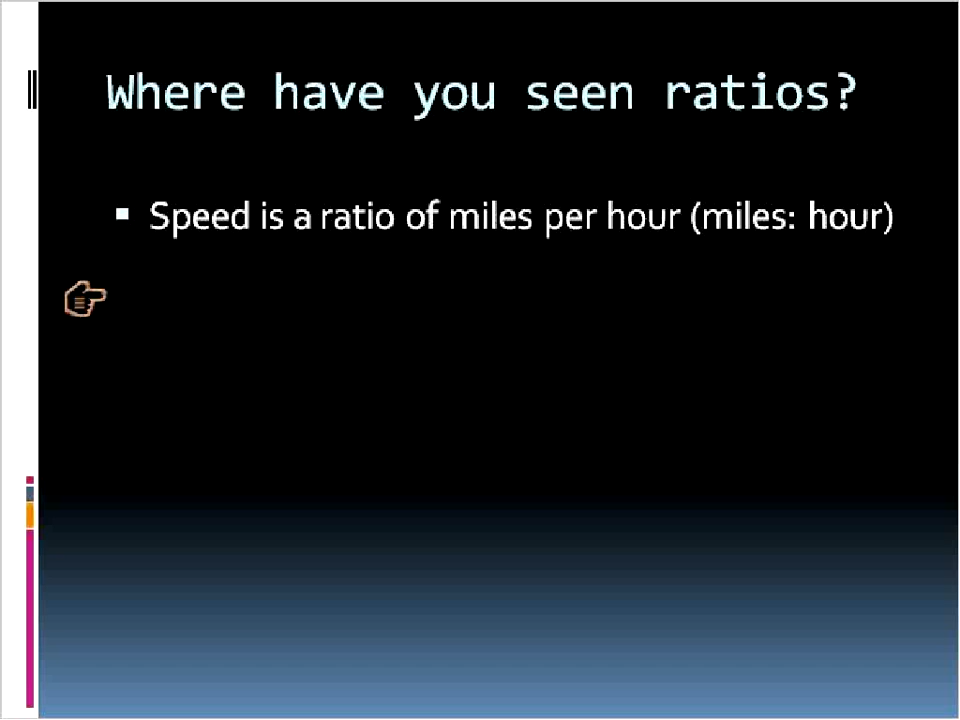 Where have you seen ratios?
Speed is a ratio of miles per hour (miles: hour)